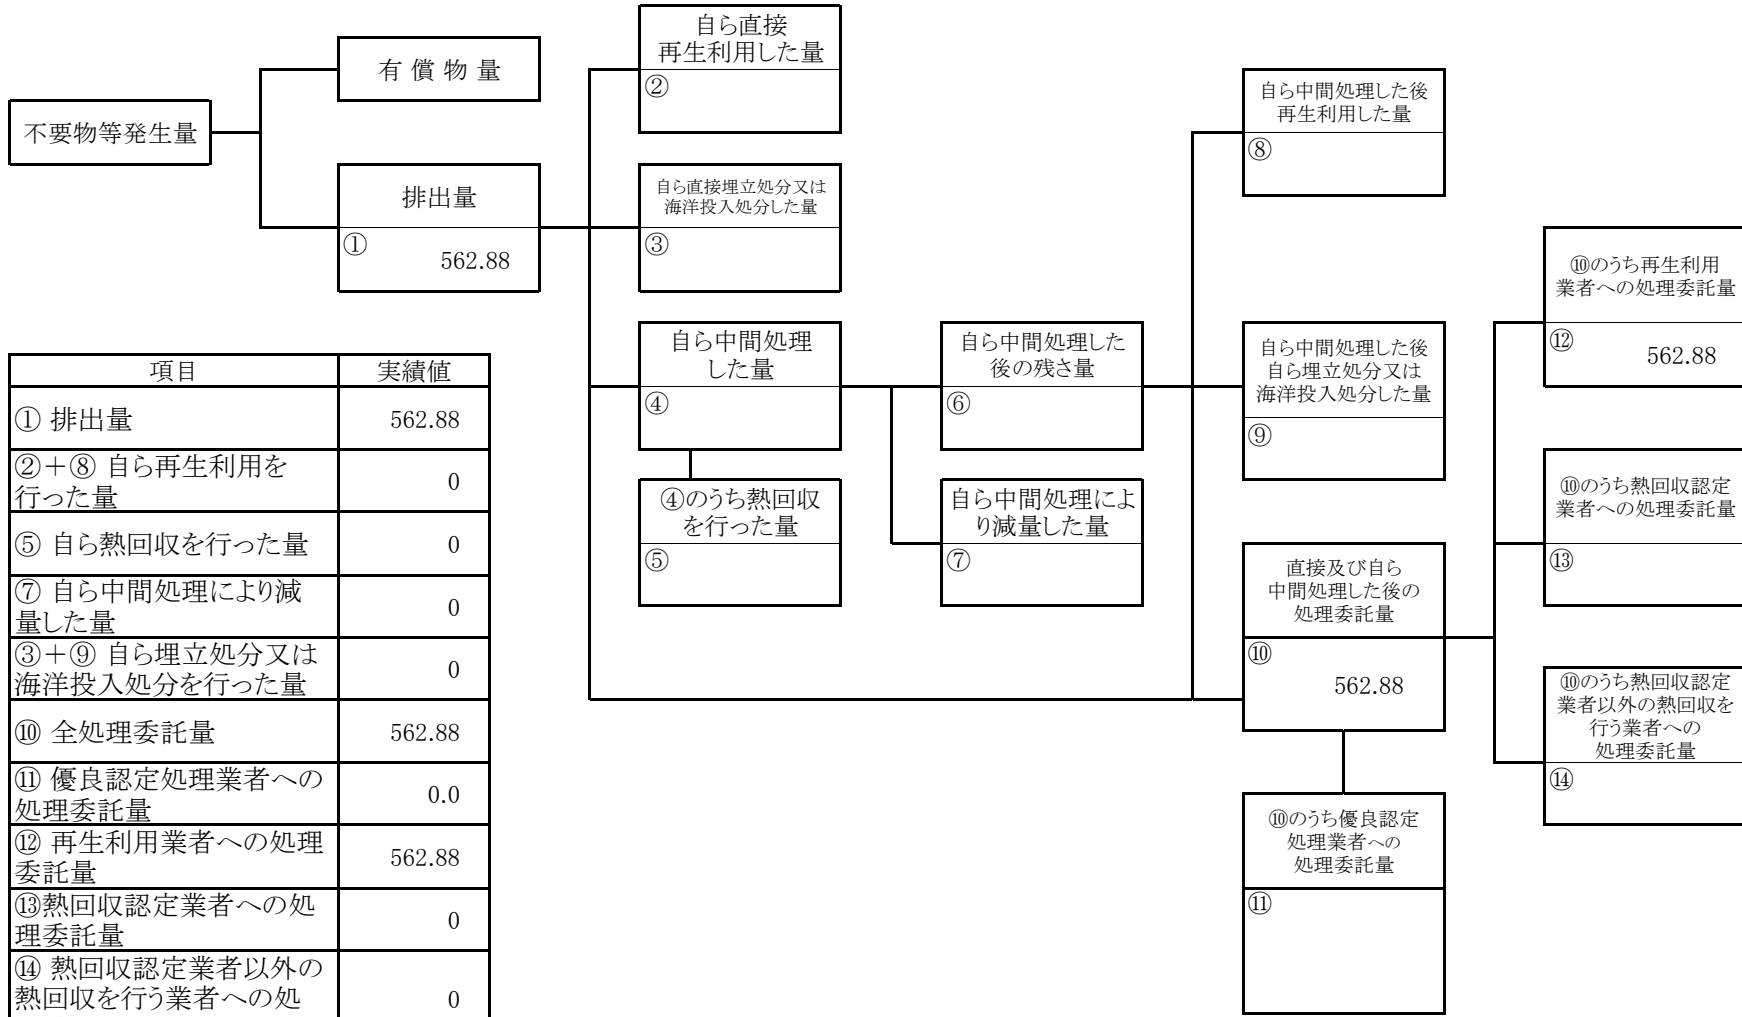 自ら直接
再生利用した量
②
有 償 物 量
不要物等発生量
排出量
①
562.88
自ら直接埋立処分又は
海洋投入処分した量
③
自ら中間処理した後
再生利用した量
⑧
自ら中間処理
した量
④
自ら中間処理した
後の残さ量
⑥
自ら中間処理した後
自ら埋立処分又は
海洋投入処分した量
⑨
④のうち熱回収
を行った量
⑤
自ら中間処理によ
り減量した量
⑦
直接及び自ら
中間処理した後の
処理委託量
⑩
562.88
⑩のうち優良認定
処理業者への
処理委託量
⑪
⑩のうち再生利用
業者への処理委託量
⑫
562.88
⑩のうち熱回収認定
業者への処理委託量
⑬
⑩のうち熱回収認定
業者以外の熱回収を
行う業者への
処理委託量
⑭
項目 実績値
① 排出量 562.88
②＋⑧ 自ら再生利用を
行った量 0
⑤ 自ら熱回収を行った量 0
⑦ 自ら中間処理により減
量した量 0
③＋⑨ 自ら埋立処分又は
海洋投入処分を行った量 0
⑩ 全処理委託量 562.88
⑪ 優良認定処理業者への
処理委託量 0.0
⑫ 再生利用業者への処理
委託量 562.88
⑬熱回収認定業者への処
理委託量 0
⑭ 熱回収認定業者以外の
熱回収を行う業者への処 0